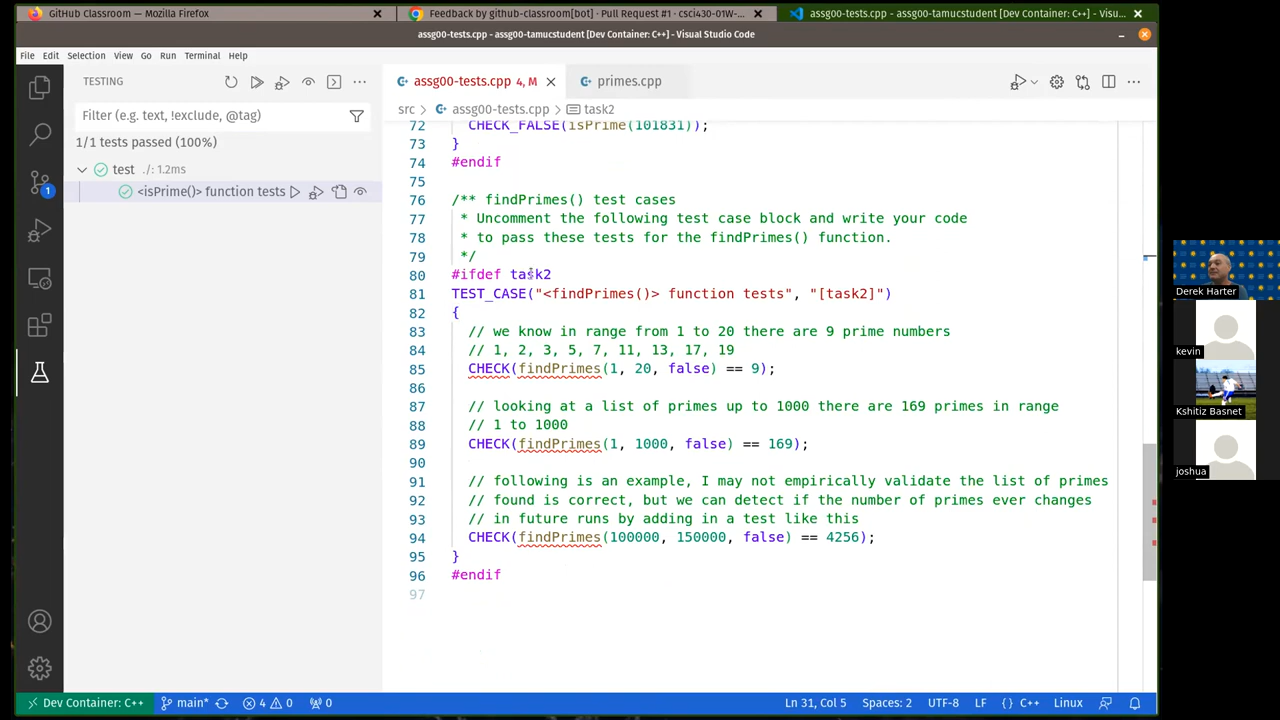 GitHub Classroom — Mozilla Firefox
Feedback by github-classroom[bot] · Pull Request #1 · csci430-01W-...
assg00-tests.cpp - assg00-tamucstudent [Dev Container: C++] - Visu...
assg00-tests.cpp - assg00-tamucstudent [Dev Container: C++] - Visual Studio Code
File Edit Selection View Go Run Terminal Help
TESTING
assg00-tests.cpp 4, M
primes.cpp
Filter (e.g. text, !exclude, @tag)
src > assg00-tests.cpp > task2
1/1 tests passed (100%)
test ./: 1.2ms
<isPrime()> function tests
1
72 CHECK_FALSE(isPrime(101831));
73 }
74 #endif
75
76 /** findPrimes() test cases
77 * Uncomment the following test case block and write your code
78 * to pass these tests for the findPrimes() function.
79 */
80 #ifdef task2
81 TEST_CASE("<findPrimes()> function tests", "[task2]")
82 {
83 // we know in range from 1 to 20 there are 9 prime numbers
84 // 1, 2, 3, 5, 7, 11, 13, 17, 19
85 CHECK(findPrimes(1, 20, false) == 9);
86
87 // looking at a list of primes up to 1000 there are 169 primes in range
88 // 1 to 1000
89 CHECK(findPrimes(1, 1000, false) == 169);
90
91 // following is an example, I may not empirically validate the list of primes
92 // found is correct, but we can detect if the number of primes ever changes
93 // in future runs by adding in a test like this
94 CHECK(findPrimes(100000, 150000, false) == 4256);
95 }
96 #endif
97
Derek Harter
kevin
Kshitiz Basnet
joshua
Dev Container: C++ main* 4 0 0 Ln 31, Col 5 Spaces: 2 UTF-8 LF {} C++ Linux